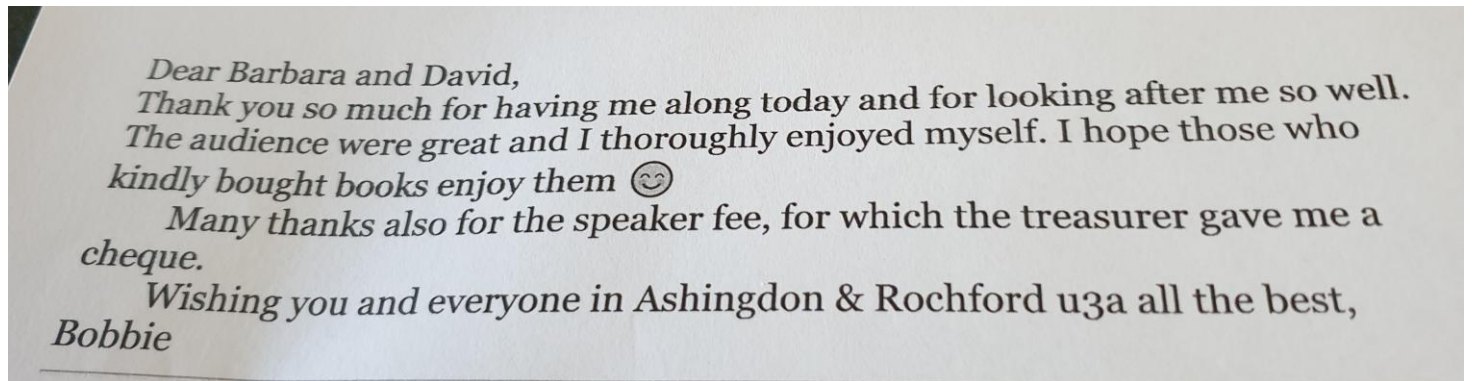 Dear Barbara and David,
Thank you so much for having me along today and for looking after me so well.
The audience were great and I thoroughly enjoyed myself. I hope those who
kindly bought books enjoy them 😊
Many thanks also for the speaker fee, for which the treasurer gave me a
cheque.
Wishing you and everyone in Ashingdon & Rochford u3a all the best,
Bobbie